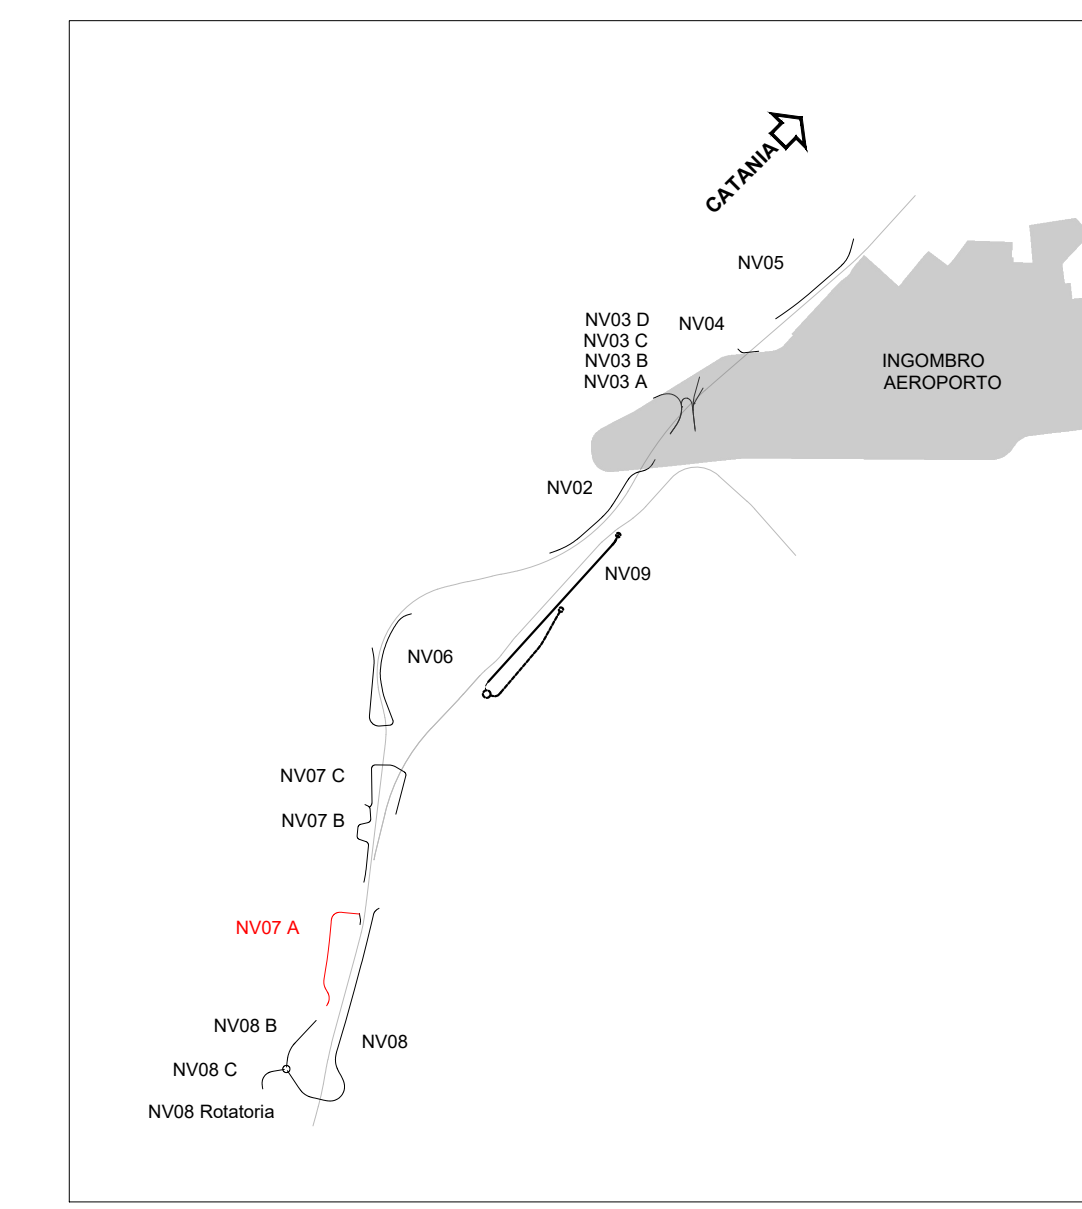 CATANIA
NV05
NV03 D
NV04
NV03 C
NV03 B
NV03 A
INGOMBRO
AEROPORTO
NV02
NV09
NV06
NV07 C
NV07 B
NV07 A
NV08 B
NV08
NV08 C
NV08 Rotatoria